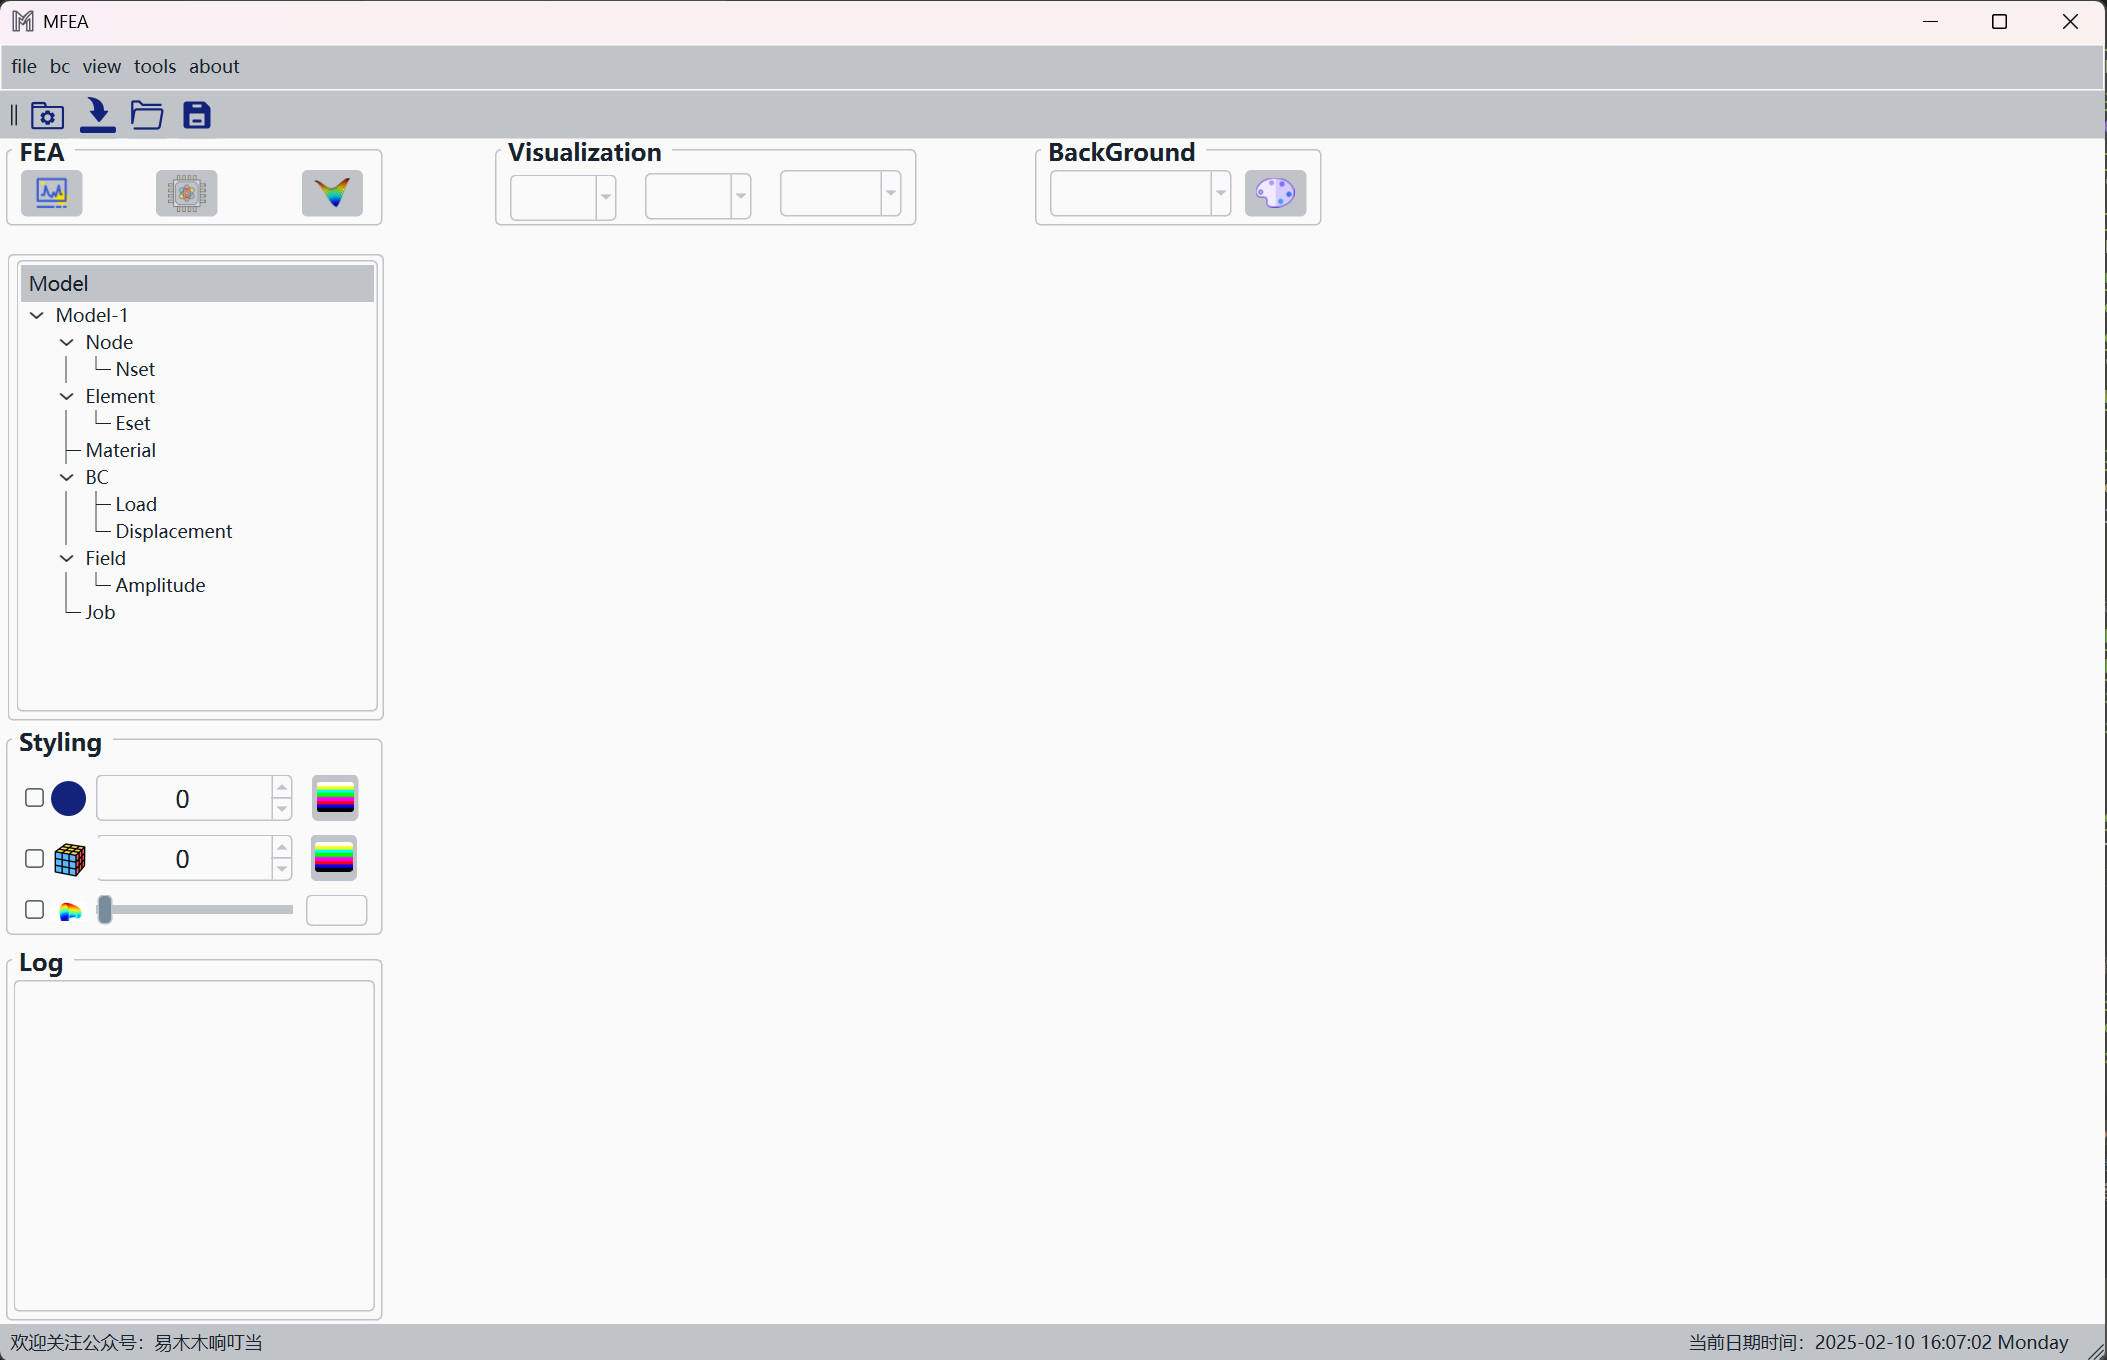 MFEA
file bc view tools about
FEA
Visualization
BackGround
Model
Model-1
Node
Nset
Element
Eset
Material
BC
Load
Displacement
Field
Amplitude
Job
Styling
0
0
Log
欢迎关注公众号：易木木响叮当
当前日期时间：2025-02-10 16:07:02 Monday